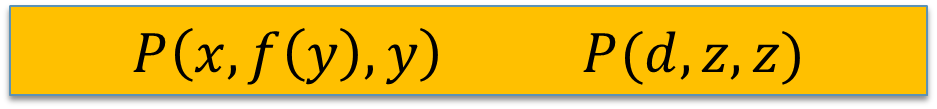 P(x, f(y), y) P(d, z, z)